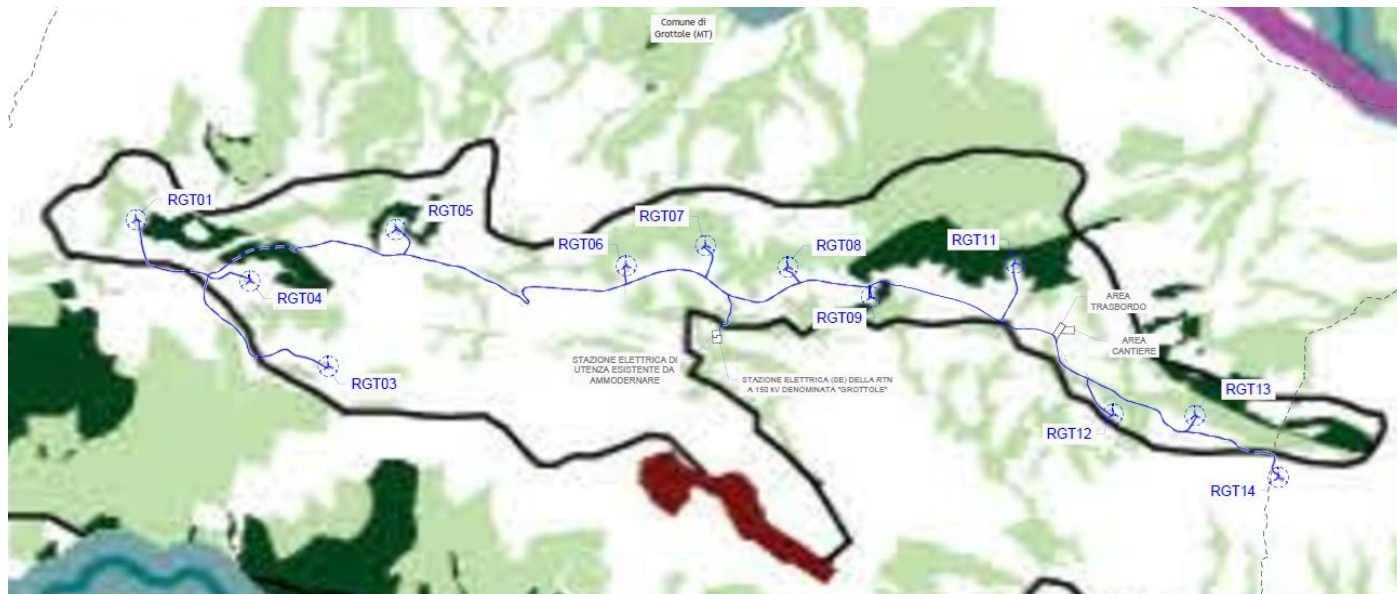 Comune di
Grottole (MT)
RGT01
RGT05
RGT07
RGT06
RGT08
RGT11
RGT04
RGT09
AREA
TRASBORDO
AREA
CANTIERE
RGT03
STAZIONE ELETTRICA DI
UTENZA ESISTENTE DA
AMMODERNARE
STAZIONE ELETTRICA (SE) DELLA RTN
A 150 kV DENOMINATA "GROTTOLE"
RGT13
RGT12
RGT14